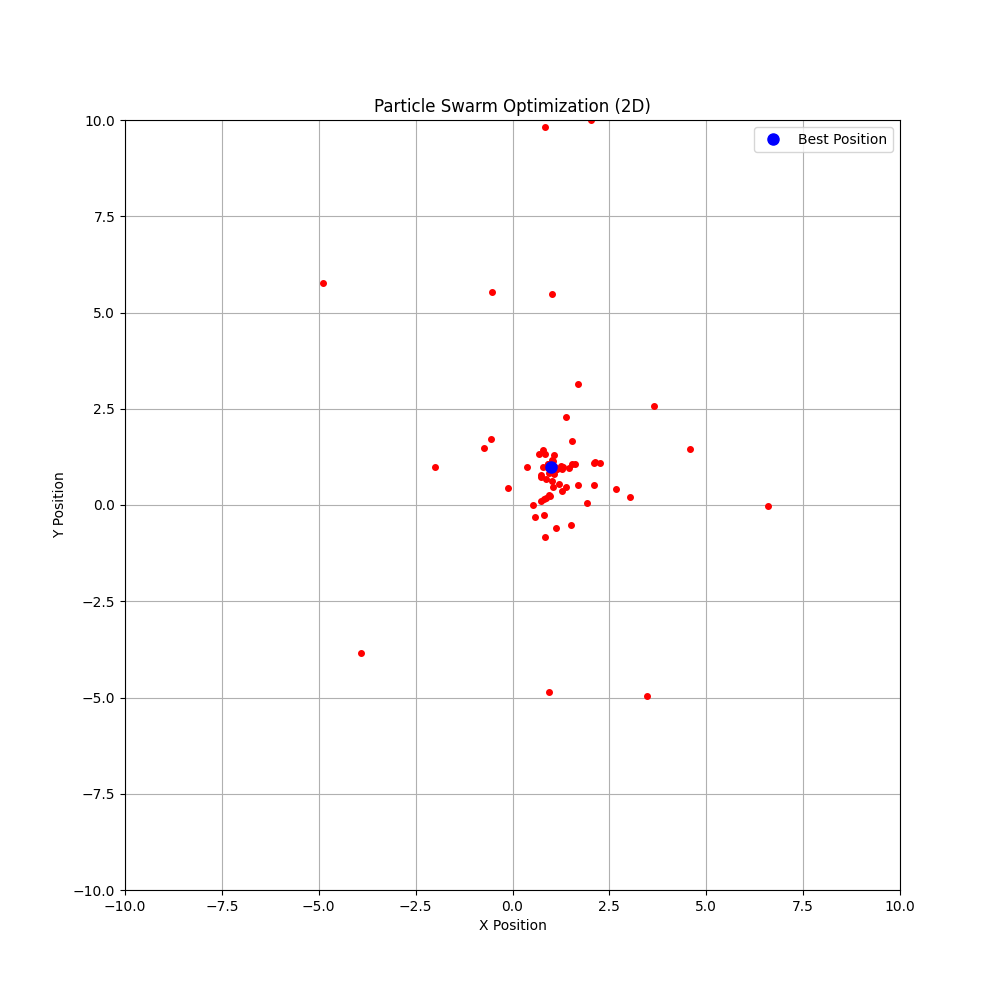 Particle Swarm Optimization (2D)
Best Position
10.0
7.5
5.0
2.5
0.0
−2.5
−5.0
−7.5
−10.0
Y Position
−10.0 −7.5 −5.0 −2.5 0.0 2.5 5.0 7.5 10.0
X Position